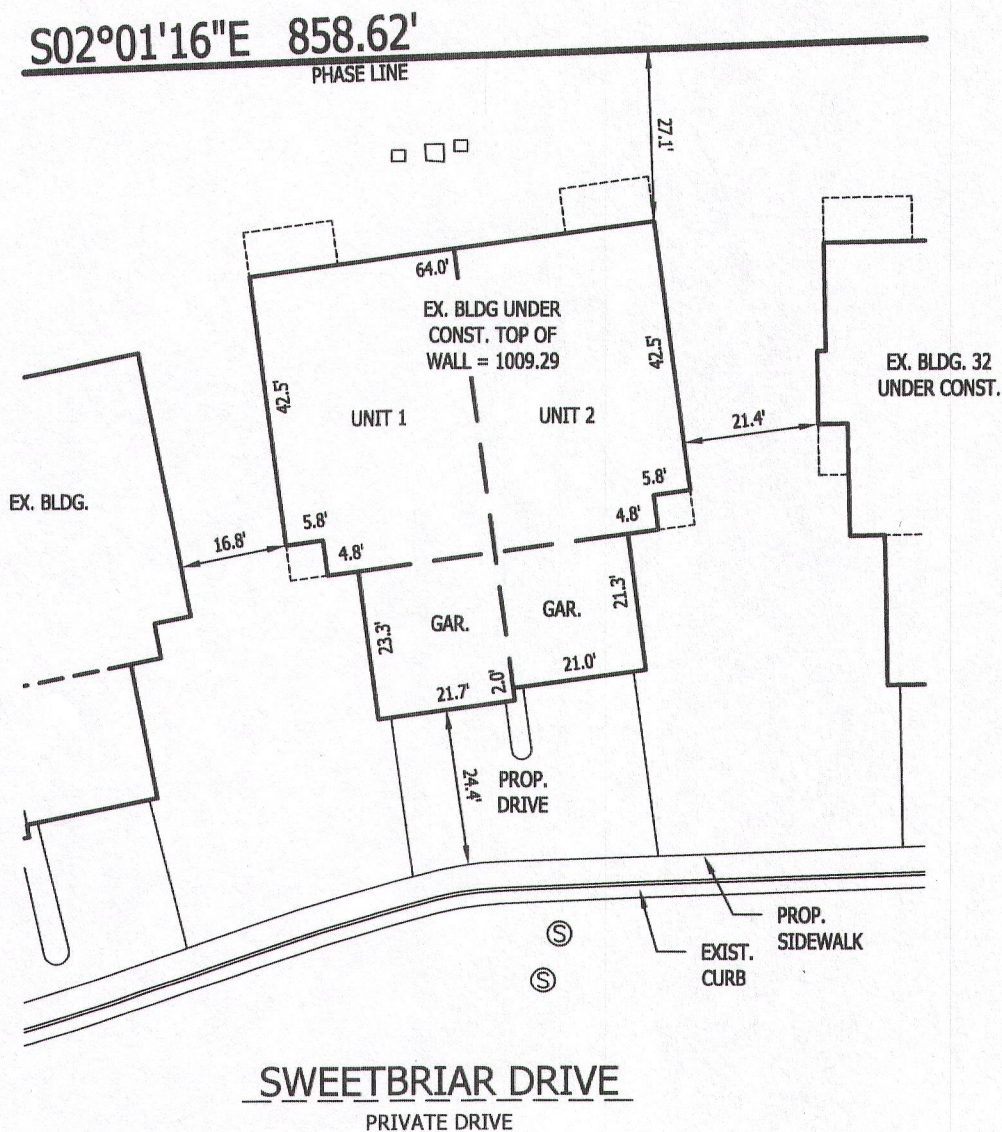 S02°01'16"E 858.62'
PHASE LINE
27.1'
64.0'
EX. BLDG UNDER
CONST. TOP OF
WALL = 1009.29
42.5'
42.5'
EX. BLDG. 32
UNDER CONST.
UNIT 1
UNIT 2
21.4'
EX. BLDG.
5.8'
5.8'
4.8'
16.8'
4.8'
GAR.
GAR.
23.3'
21.3'
21.7'
2.0'
21.0'
24.4'
PROP.
DRIVE
PROP.
SIDEWALK
EXIST.
CURB
S
S
SWEETBRIAR DRIVE
PRIVATE DRIVE